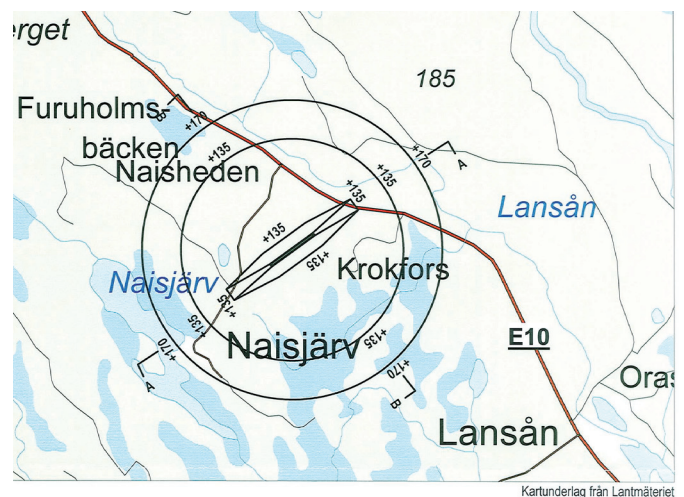 erget
185
Furuholms-
B
+170
bäcken
+135
Naisheden
+170
A
+135
+135
Lansån
+135
+135
Krokfors
Naisjärv
+135
+135
+135
Naisjärv
+135
E10
+170
A
+170
B
Oras
Lansån
Kartunderlag från Lantmäteriet